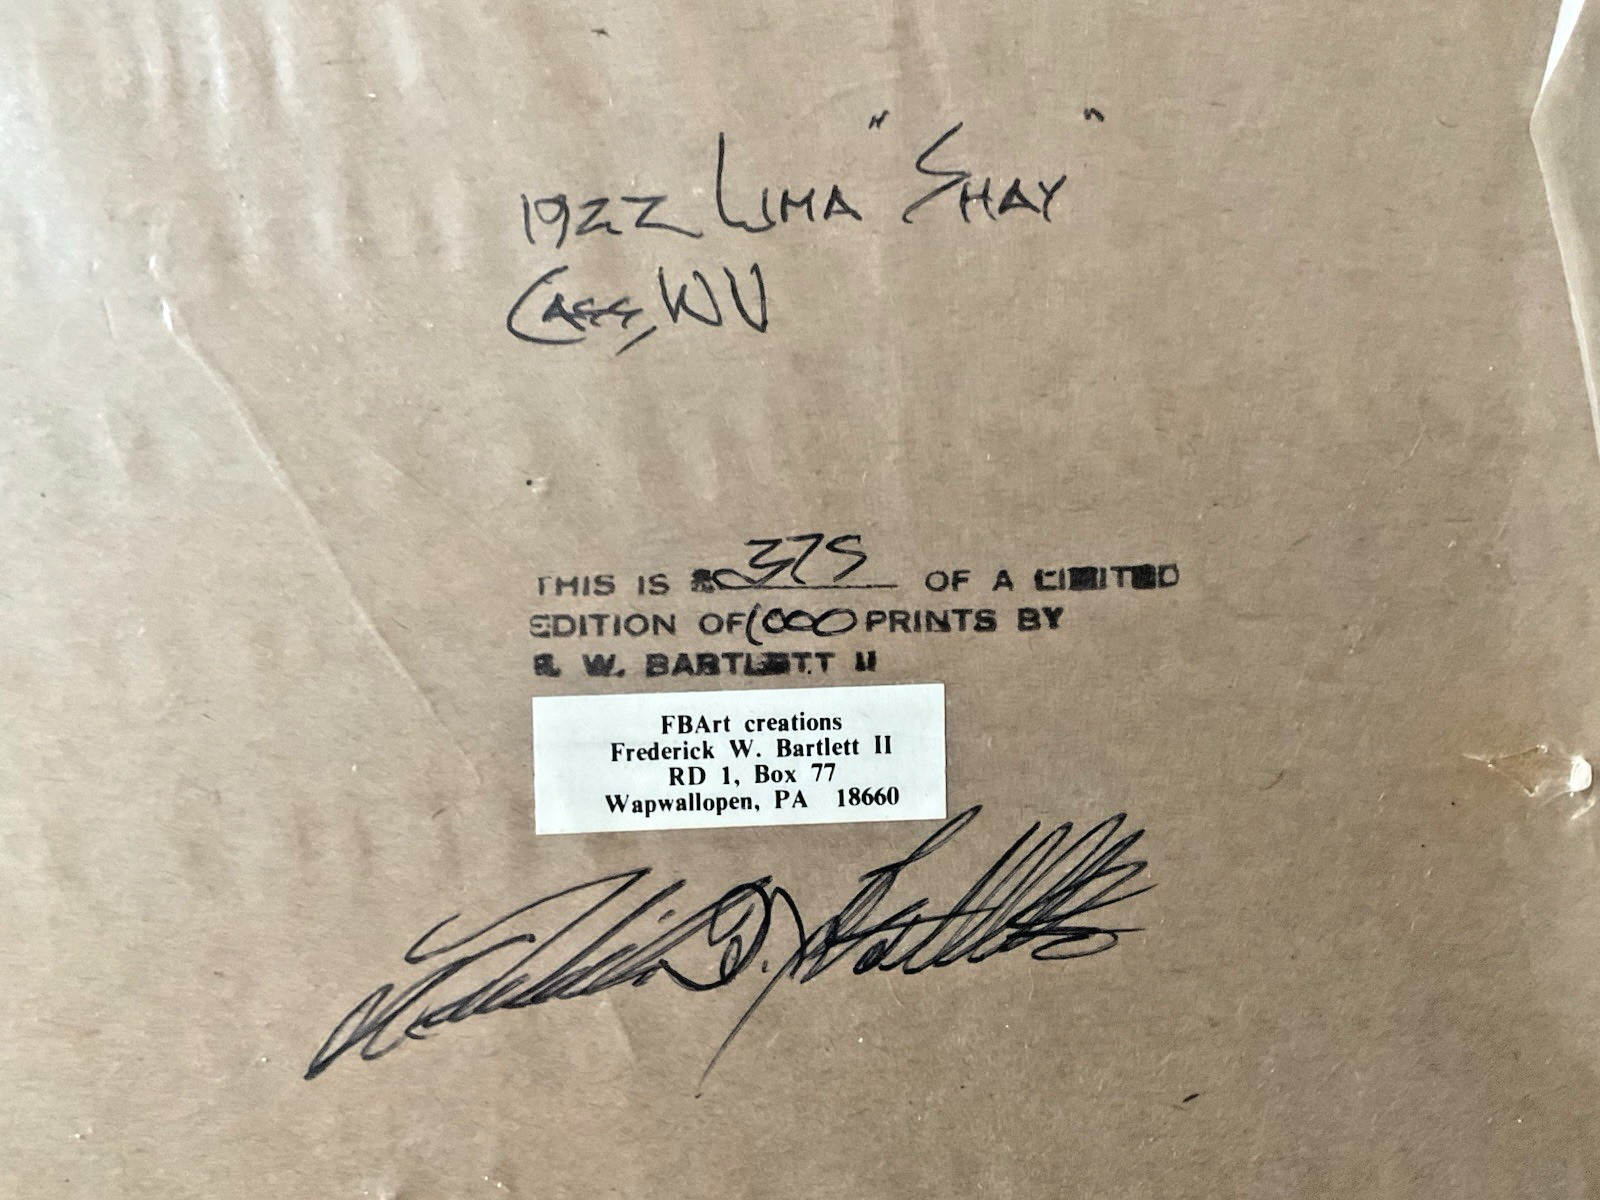 1922 LIMA "SHAY"
CASS, WV
THIS IS 375 OF A LIMITED
EDITION OF 1000 PRINTS BY
W. BARTLETT II
FBArt creations
Frederick W. Bartlett II
RD 1, Box 77
Wapwallopen, PA 18660